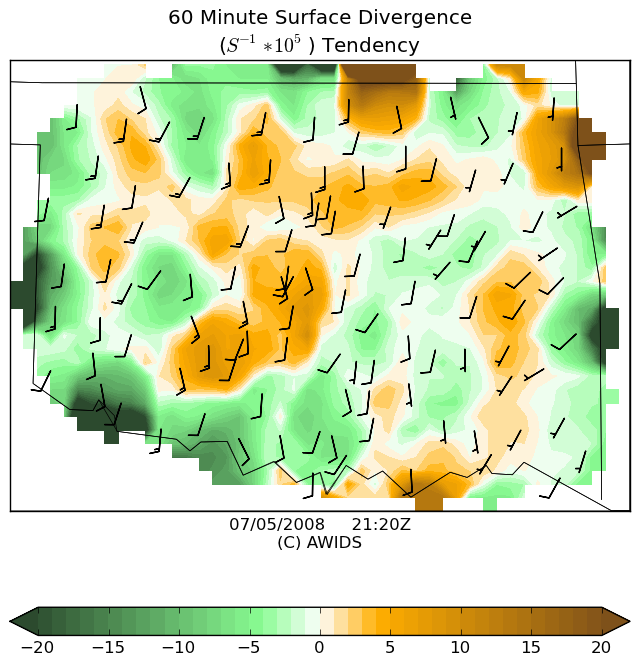 60 Minute Surface Divergence
(S⁻¹ *10⁵ ) Tendency
07/05/2008 21:20Z
(C) AWIDS
−20 −15 −10 −5 0 5 10 15 20